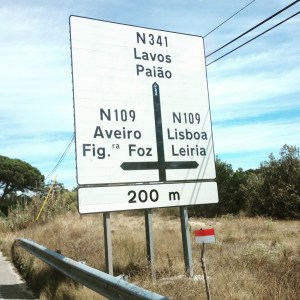 N341
Lavos
Paião
N109
Aveiro
Fig.ra Foz
N109
Lisboa
Leiria
200 m